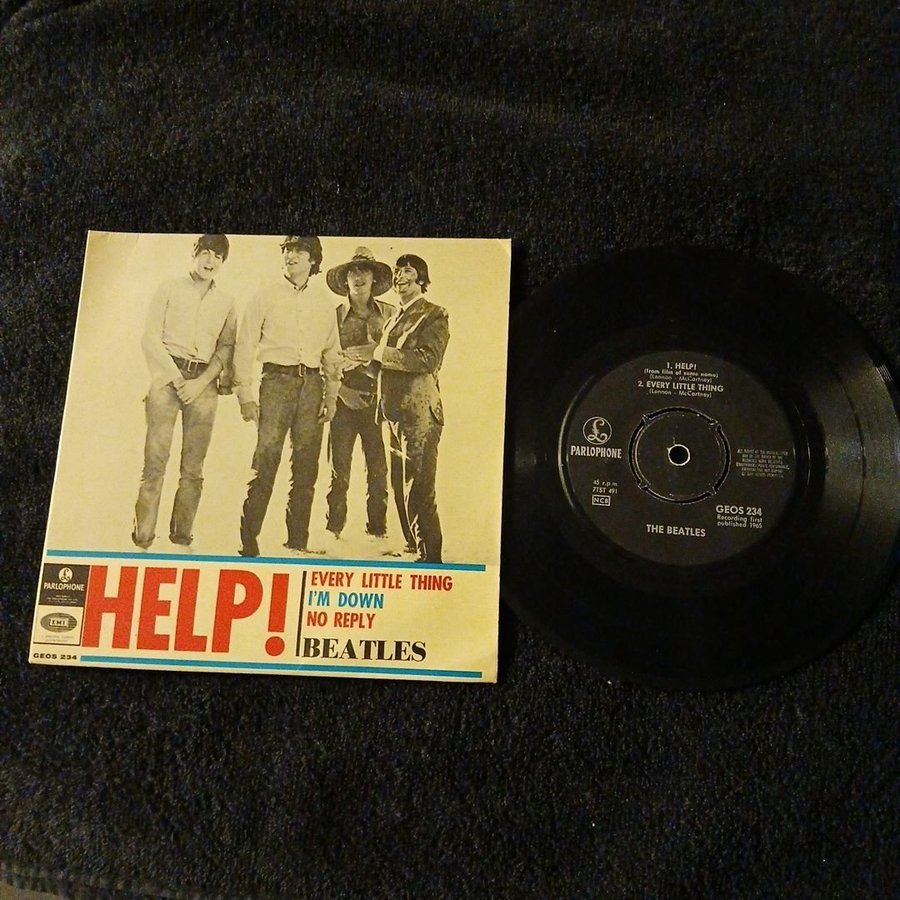 PARLOPHONE
EMI
GEOS 234
HELP!
EVERY LITTLE THING
I'M DOWN
NO REPLY
BEATLES
1. HELP!
(from film of same name)
(Lennon - McCartney)
2. EVERY LITTLE THING
(Lennon - McCartney)
£
PARLOPHONE
45 r.p.m.
7TST 491
NCB
GEOS 234
Recording first
published 1965
THE BEATLES